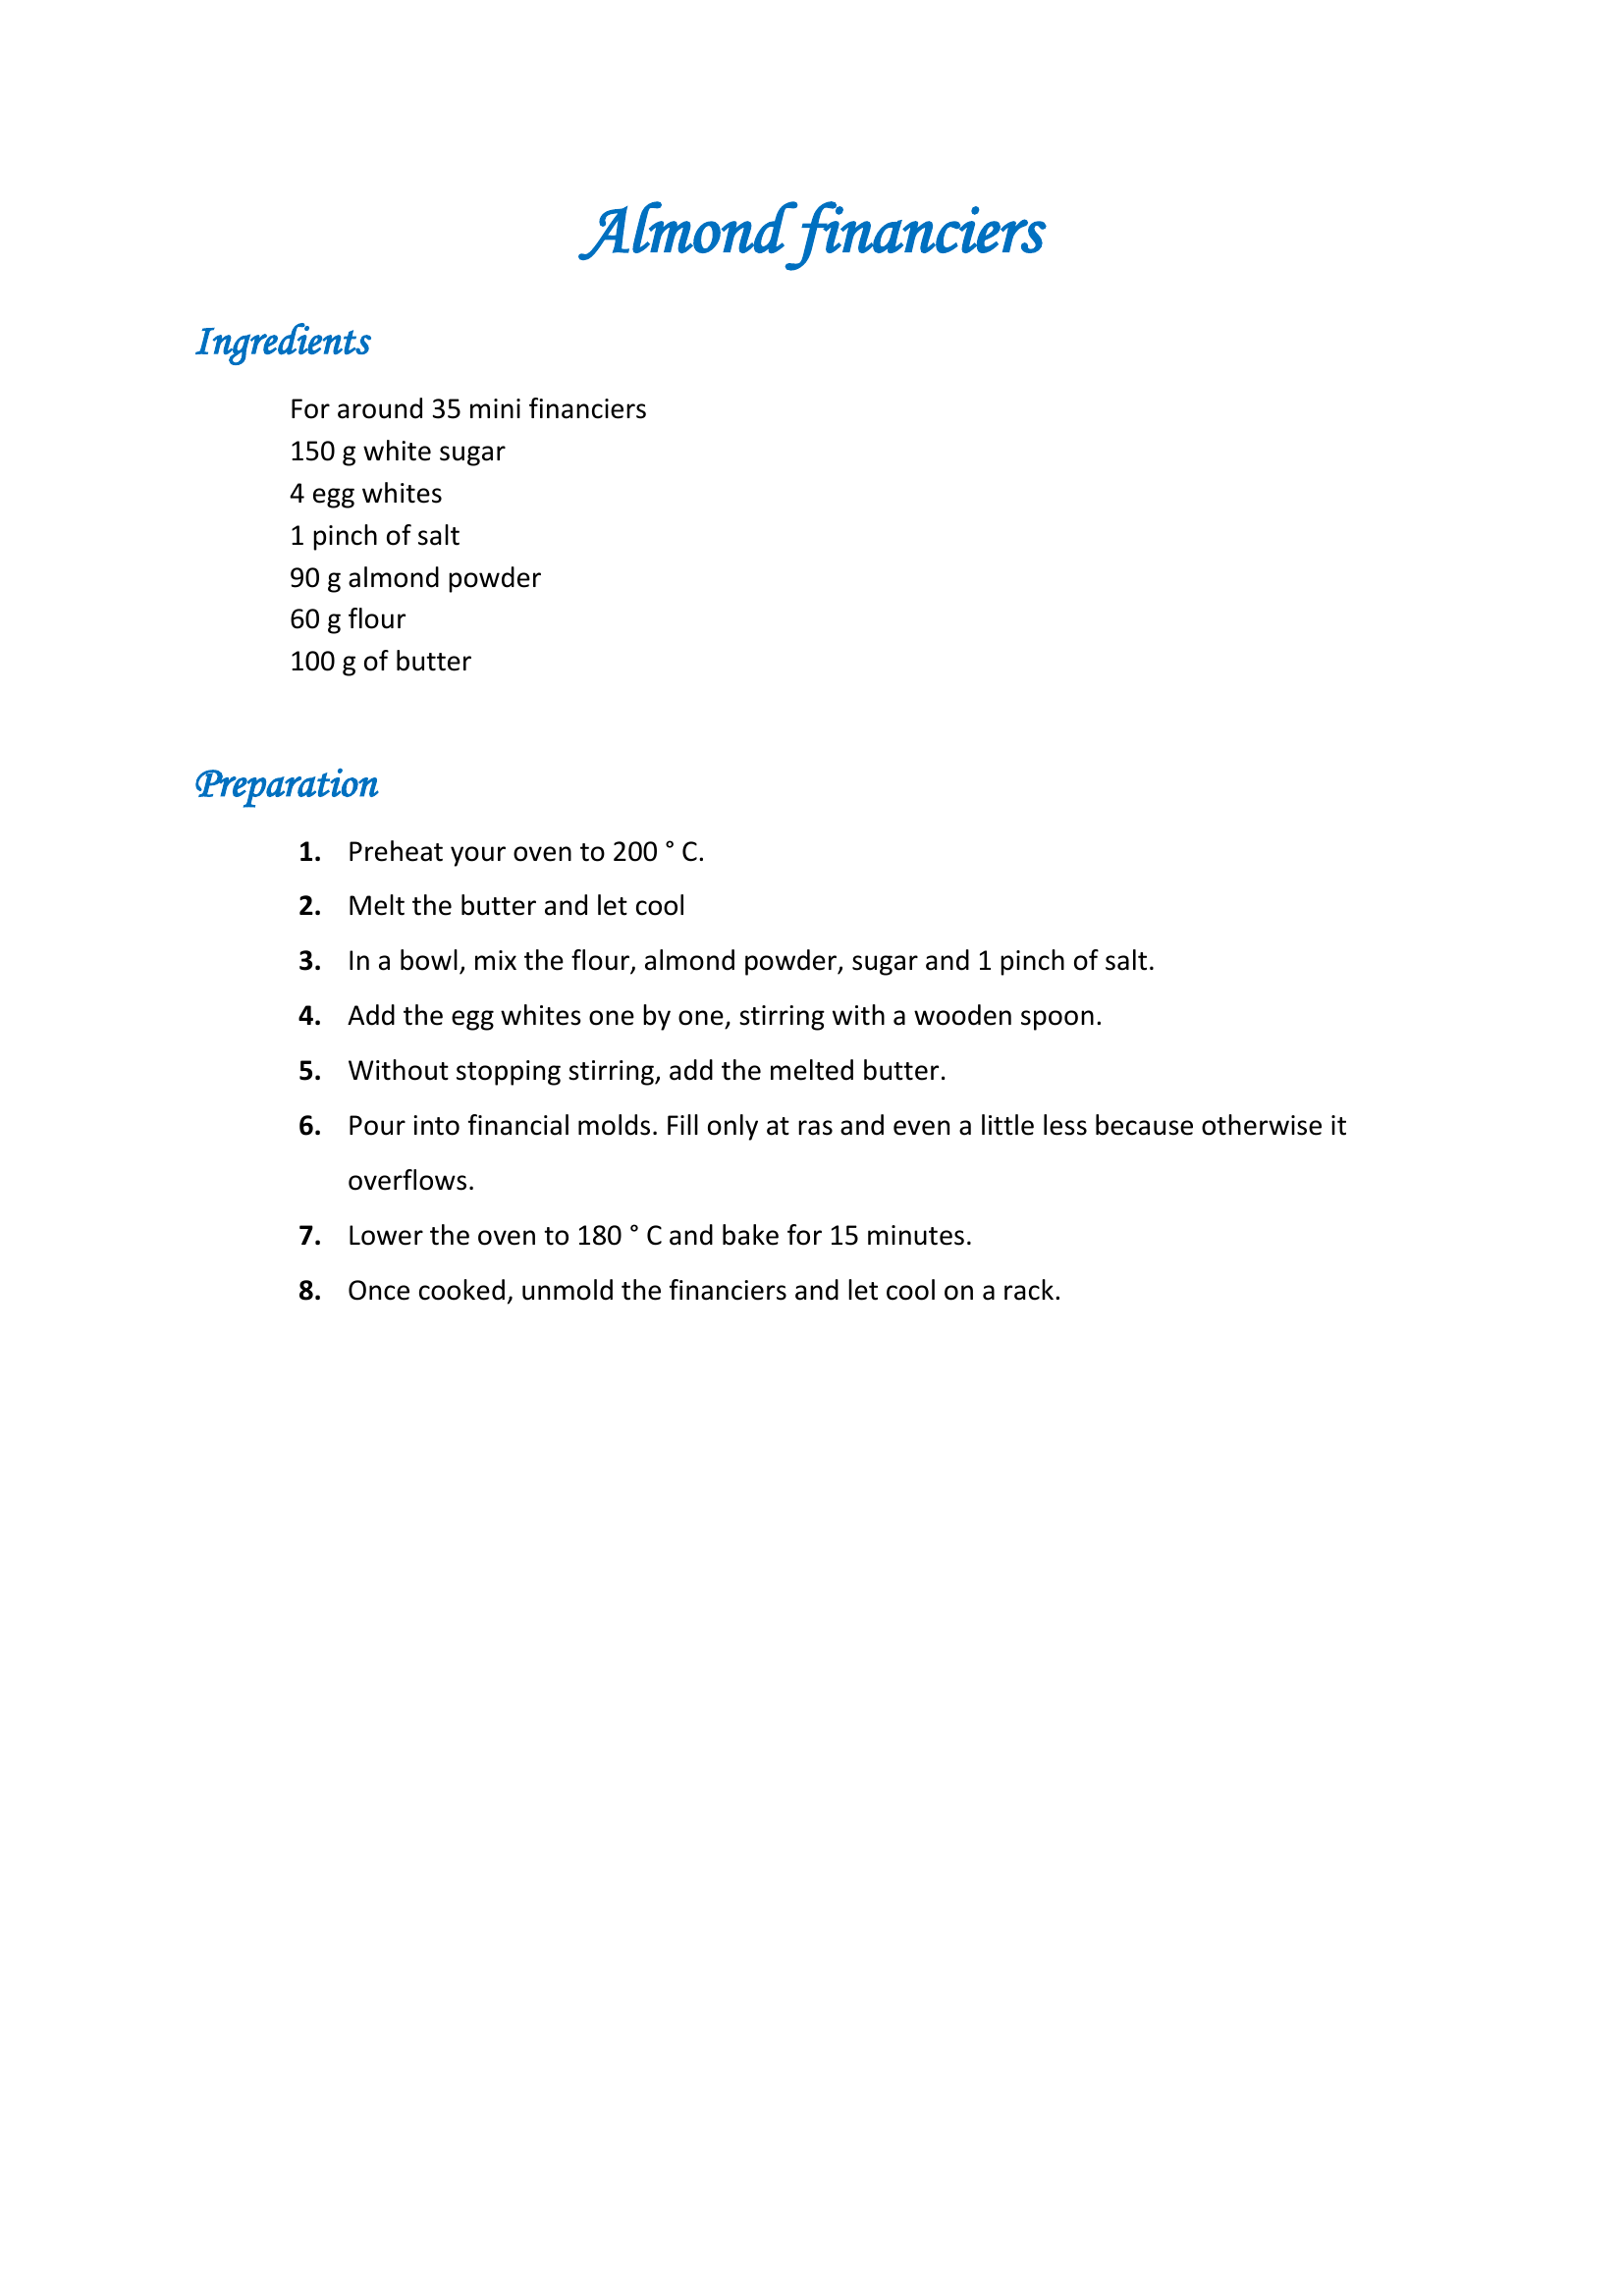 Almond financiers
Ingredients
For around 35 mini financiers
150 g white sugar
4 egg whites
1 pinch of salt
90 g almond powder
60 g flour
100 g of butter
Preparation
1. Preheat your oven to 200 ° C.
2. Melt the butter and let cool
3. In a bowl, mix the flour, almond powder, sugar and 1 pinch of salt.
4. Add the egg whites one by one, stirring with a wooden spoon.
5. Without stopping stirring, add the melted butter.
6. Pour into financial molds. Fill only at ras and even a little less because otherwise it
overflows.
7. Lower the oven to 180 ° C and bake for 15 minutes.
8. Once cooked, unmold the financiers and let cool on a rack.